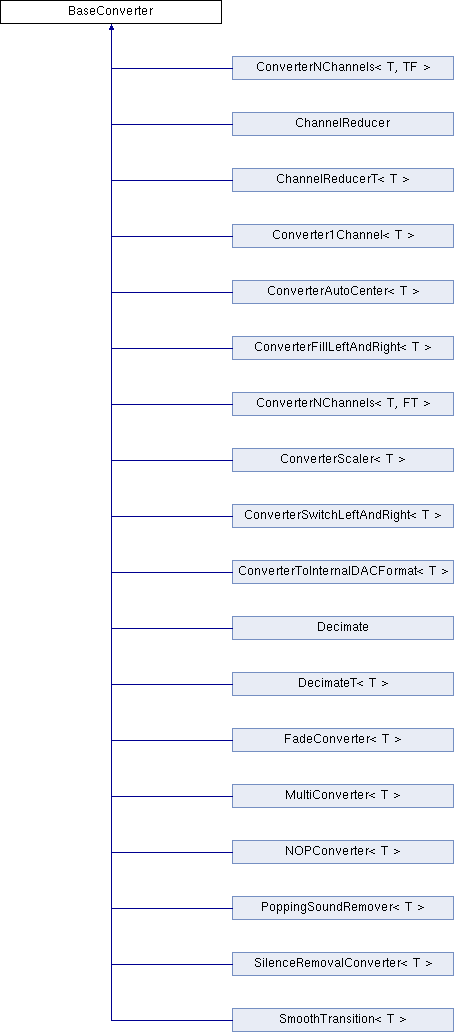 BaseConverter
ConverterNChannels< T, TF >
ChannelReducer
ChannelReducerT< T >
Converter1Channel< T >
ConverterAutoCenter< T >
ConverterFillLeftAndRight< T >
ConverterNChannels< T, FT >
ConverterScaler< T >
ConverterSwitchLeftAndRight< T >
ConverterToInternalDACFormat< T >
Decimate
DecimateT< T >
FadeConverter< T >
MultiConverter< T >
NOPConverter< T >
PoppingSoundRemover< T >
SilenceRemovalConverter< T >
SmoothTransition< T >